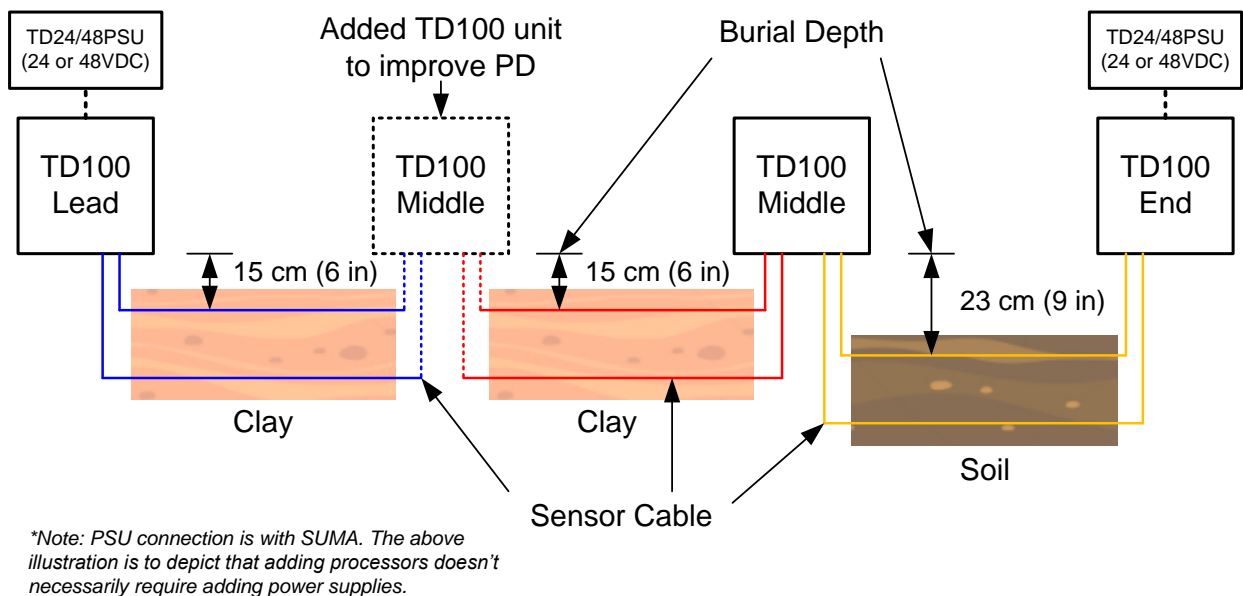 TD24/48PSU
(24 or 48VDC)
Added TD100 unit
to improve PD
Burial Depth
TD24/48PSU
(24 or 48VDC)
TD100
Lead
TD100
Middle
TD100
Middle
TD100
End
15 cm (6 in)
15 cm (6 in)
23 cm (9 in)
Clay
Clay
Soil
Sensor Cable
*Note: PSU connection is with SUMA. The above
illustration is to depict that adding processors doesn't
necessarily require adding power supplies.